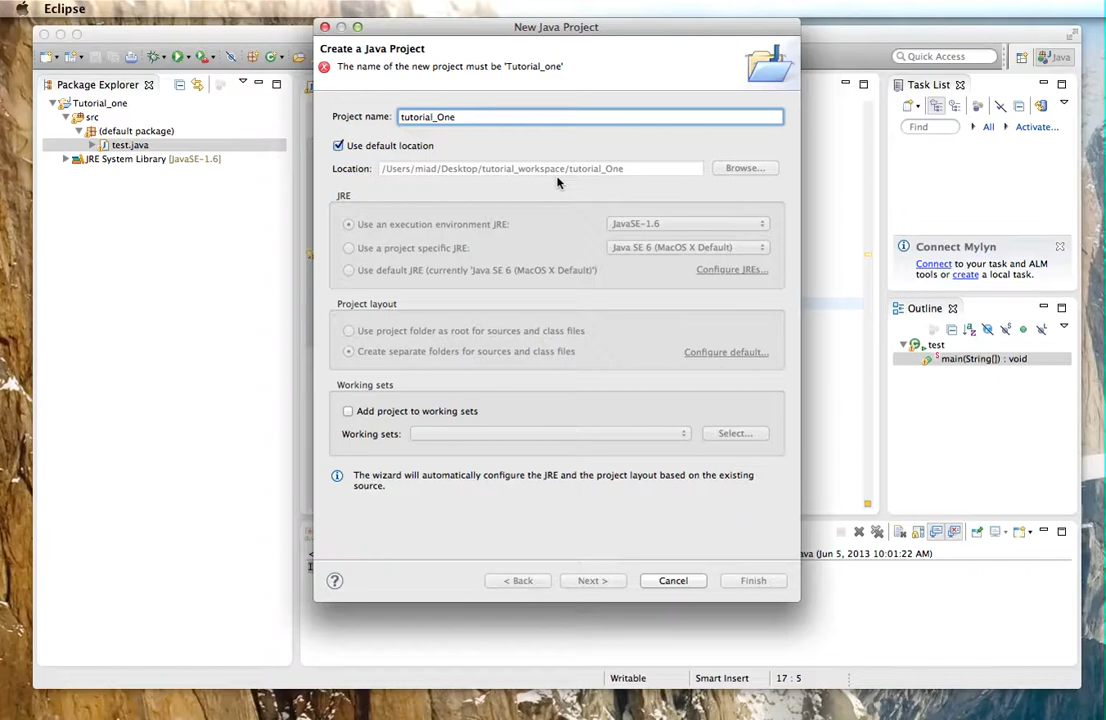 Eclipse
New Java Project
Create a Java Project
The name of the new project must be 'Tutorial_one'
Project name: tutorial_One
Use default location
Location: /Users/miad/Desktop/tutorial_workspace/tutorial_One Browse...
JRE
Use an execution environment JRE: JavaSE-1.6
Use a project specific JRE: Java SE 6 (MacOS X Default)
Use default JRE (currently 'Java SE 6 (MacOS X Default)') Configure JREs...
Project layout
Use project folder as root for sources and class files
Create separate folders for sources and class files Configure default...
Working sets
Add project to working sets
Working sets: Select...
The wizard will automatically configure the JRE and the project layout based on the existing
source.
? < Back Next > Cancel Finish
Package Explorer
Tutorial_one
src
(default package)
test.java
JRE System Library [JavaSE-1.6]
Quick Access Java
Task List
Find All Activate...
Connect Mylyn
Connect to your task and ALM
tools or create a local task.
Outline
test
main(String[]) : void
ava (Jun 5, 2013 10:01:22 AM)
Writable Smart Insert 17 : 5